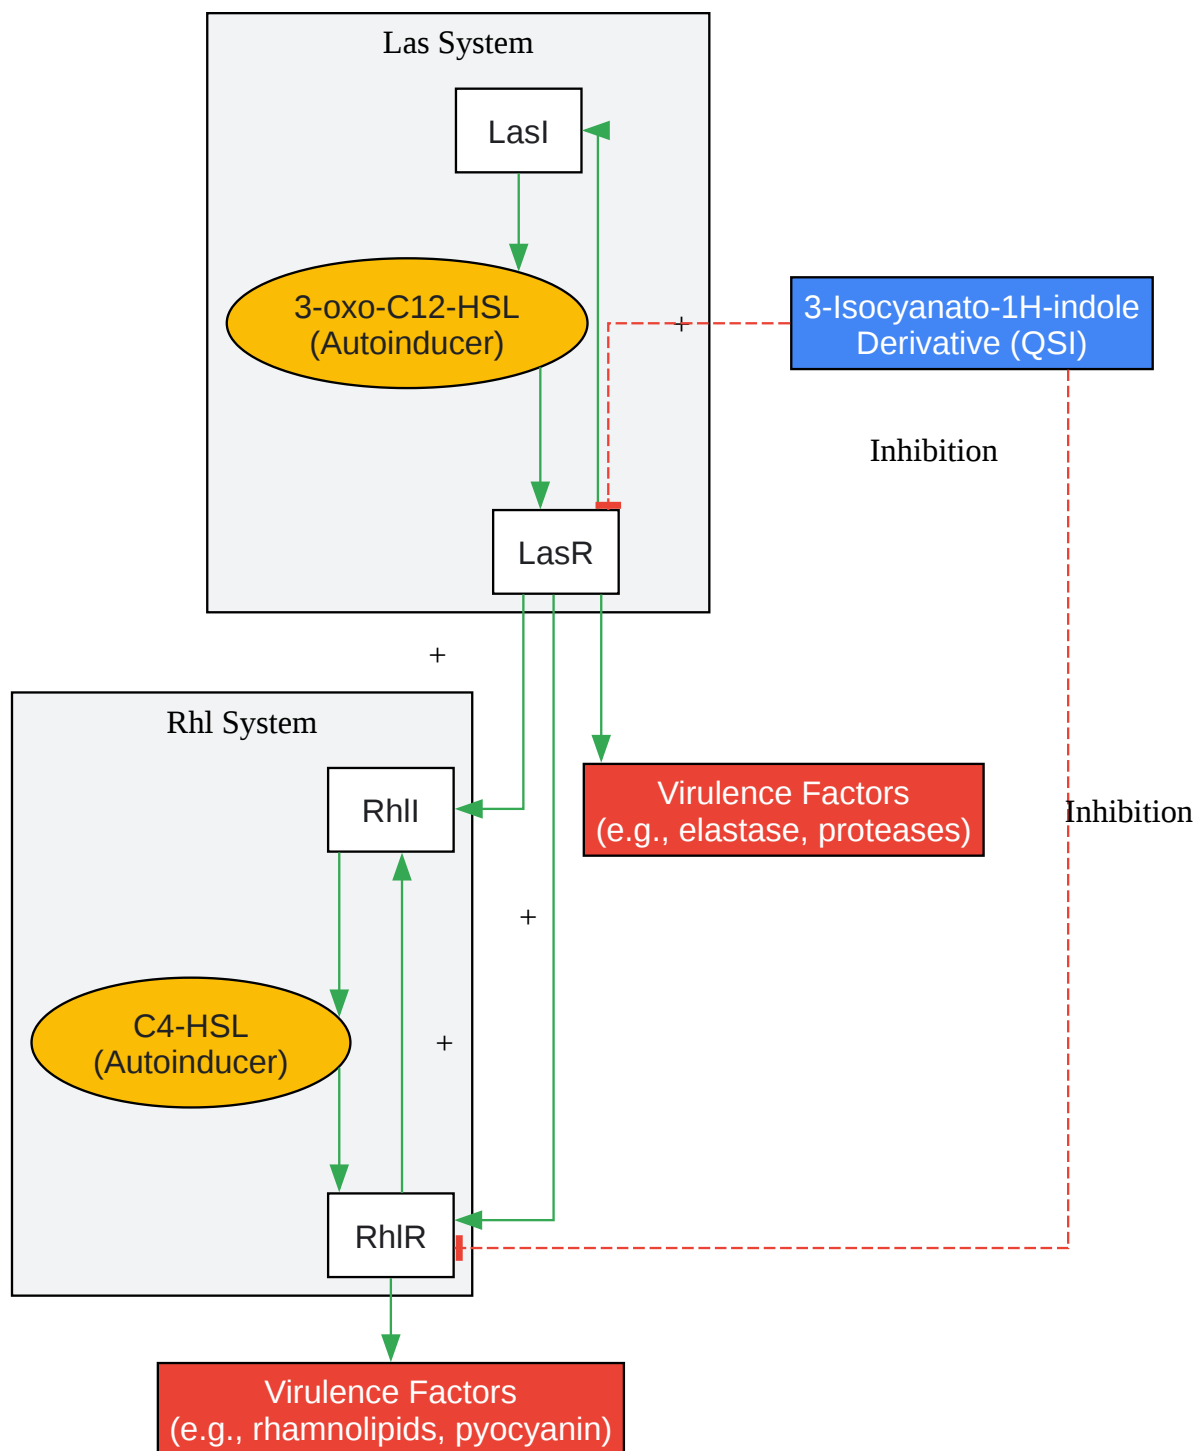 Las System
LasI
3-oxo-C12-HSL
(Autoinducer)
+
3-Isocyanato-1H-indole
Derivative (QSI)
Inhibition
LasR
+
Rhl System
RhlI
Virulence Factors
(e.g., elastase, proteases)
Inhibition
+
C4-HSL
(Autoinducer)
+
RhlR
Virulence Factors
(e.g., rhamnolipids, pyocyanin)